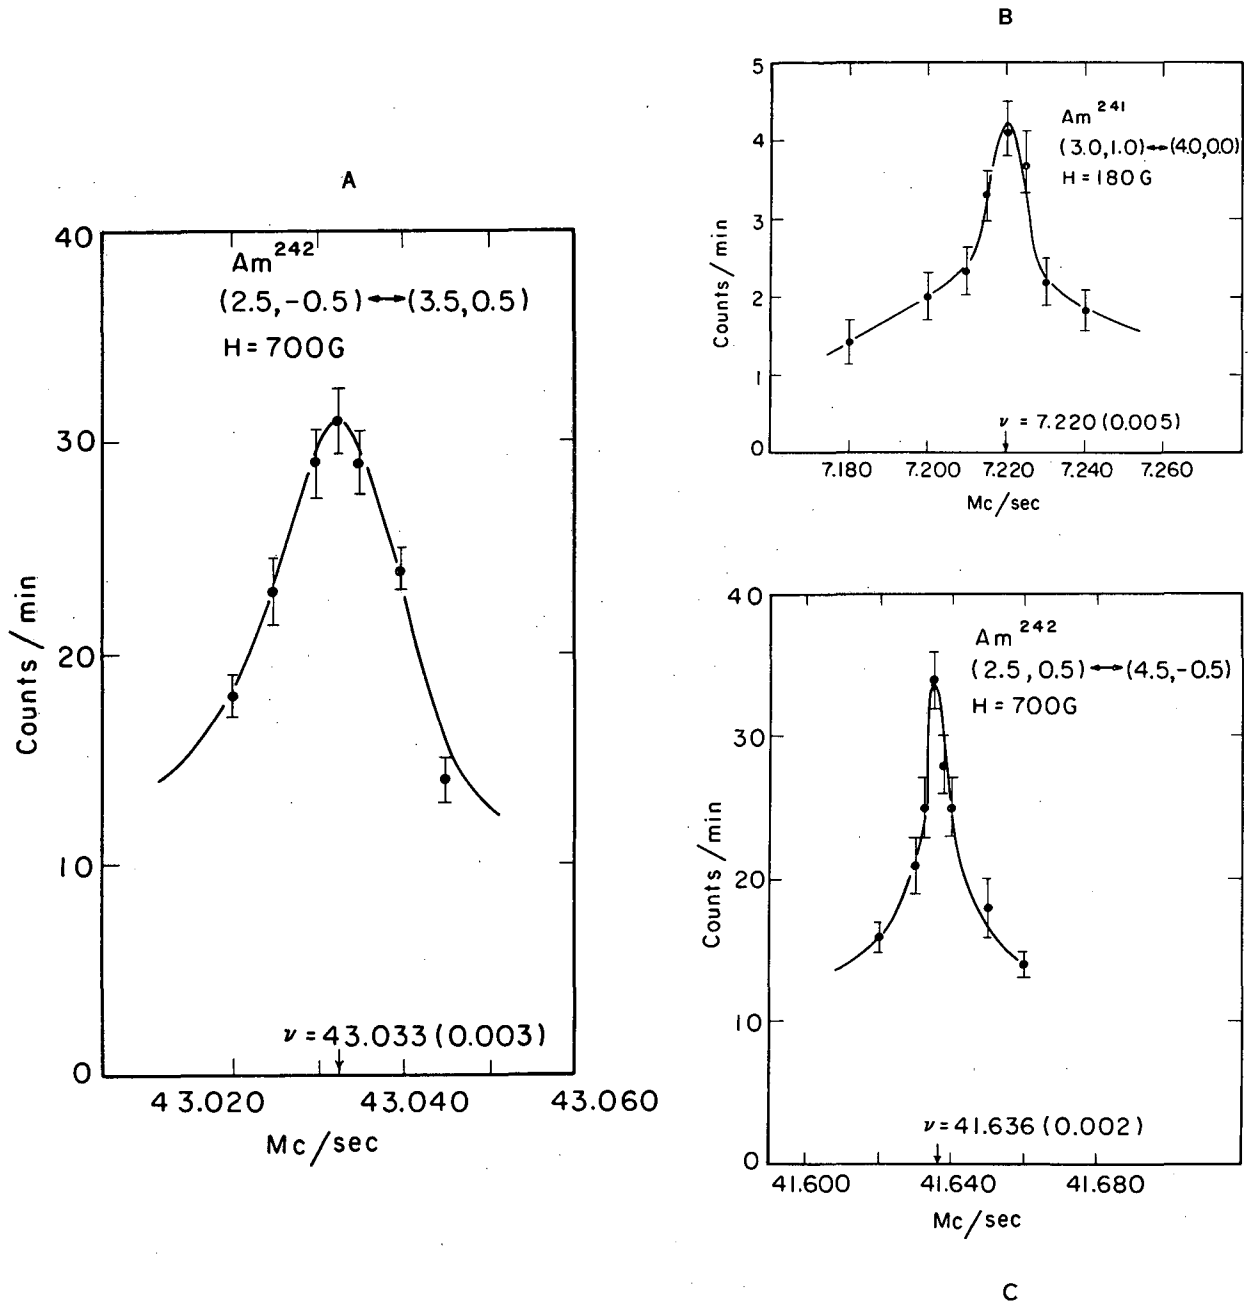 A
40
30
20
10
0
Counts/min
Am²⁴²
(2.5,-0.5)↔(3.5,0.5)
H=700G
ν=43.033(0.003)
43.020 43.040 43.060
Mc/sec
B
5
4
3
2
1
0
Counts/min
Am²⁴¹
(3.0,1.0)↔(4.0,0.0)
H=180G
ν = 7.220(0.005)
7.180 7.200 7.220 7.240 7.260
Mc/sec
40
30
20
10
0
Counts/min
Am²⁴²
(2.5,0.5)↔(4.5,-0.5)
H=700G
ν=41.636(0.002)
41.600 41.640 41.680
Mc/sec
C